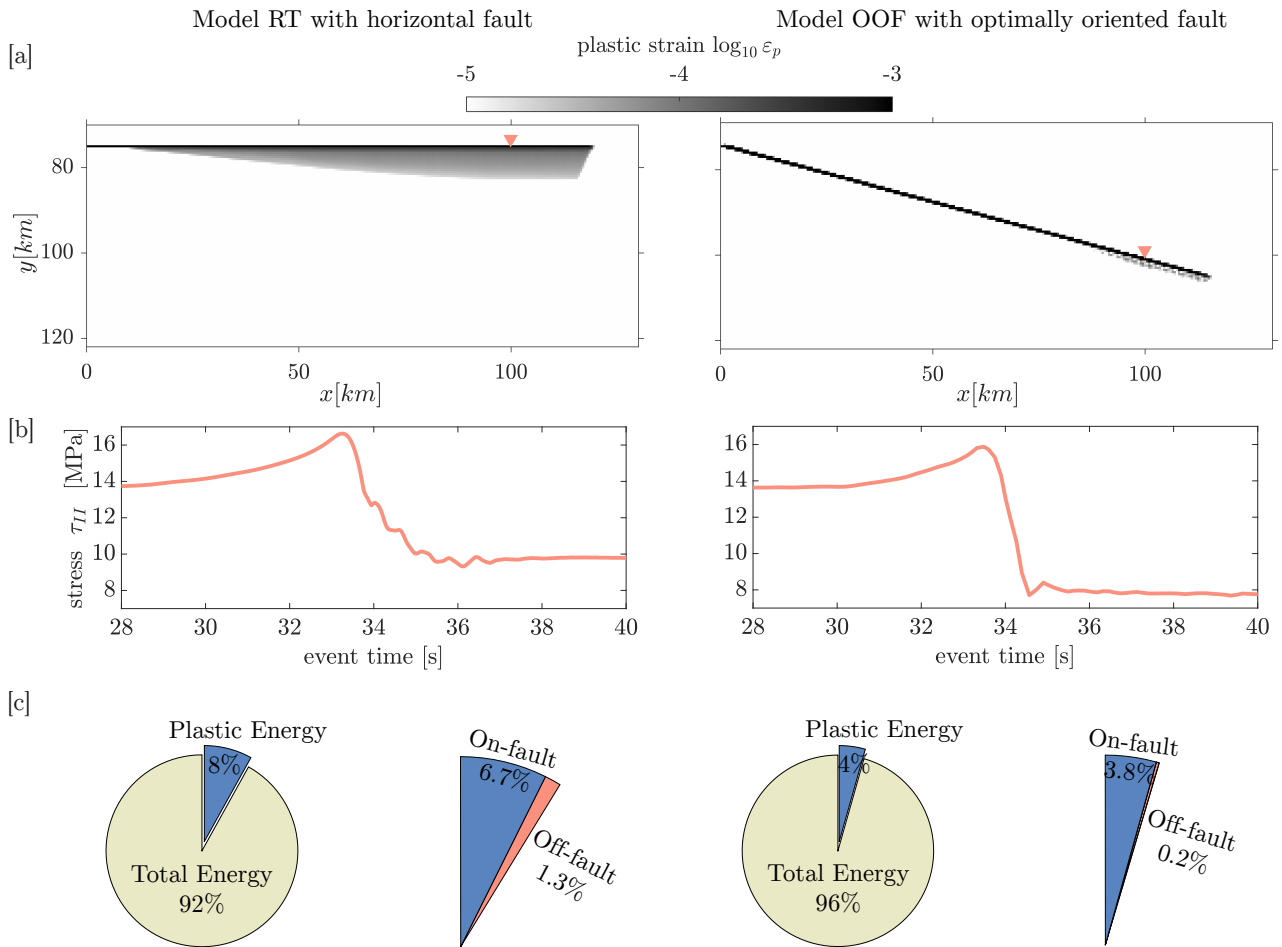 Model RT with horizontal fault
Model OOF with optimally oriented fault
[a]
plastic strain log₁₀ εₚ
-5 -4 -3
80
100
120
y[km]
0 50 100
x[km]
0 50 100
x[km]
[b]
16
14
12
10
8
stress τ_II [MPa]
28 30 32 34 36 38 40
event time [s]
16
14
12
10
8
28 30 32 34 36 38 40
event time [s]
[c]
Plastic Energy
8%
Total Energy
92%
On-fault
6.7%
Off-fault
1.3%
Plastic Energy
4%
Total Energy
96%
On-fault
3.8%
Off-fault
0.2%